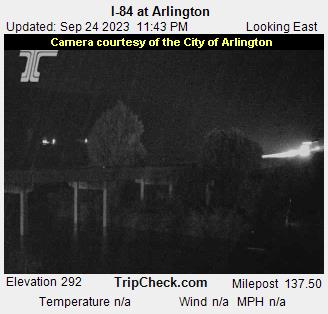 I-84 at Arlington
Updated: Sep 24 2023 11:43 PM Looking East
Camera courtesy of the City of Arlington
Elevation 292 TripCheck.com Milepost 137.50
Temperature n/a Wind n/a MPH n/a